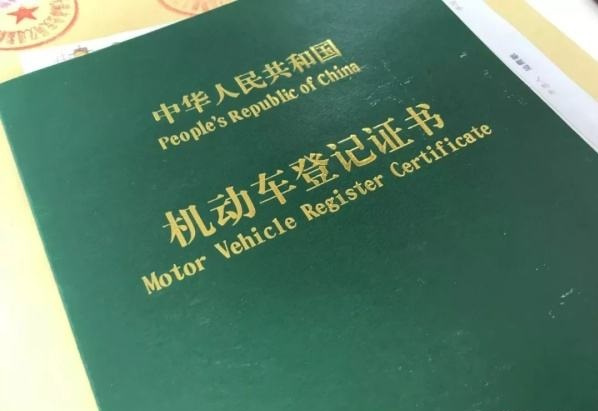 中华人民共和国
People's Republic of China
机动车登记证书
Motor Vehicle Register Certificate